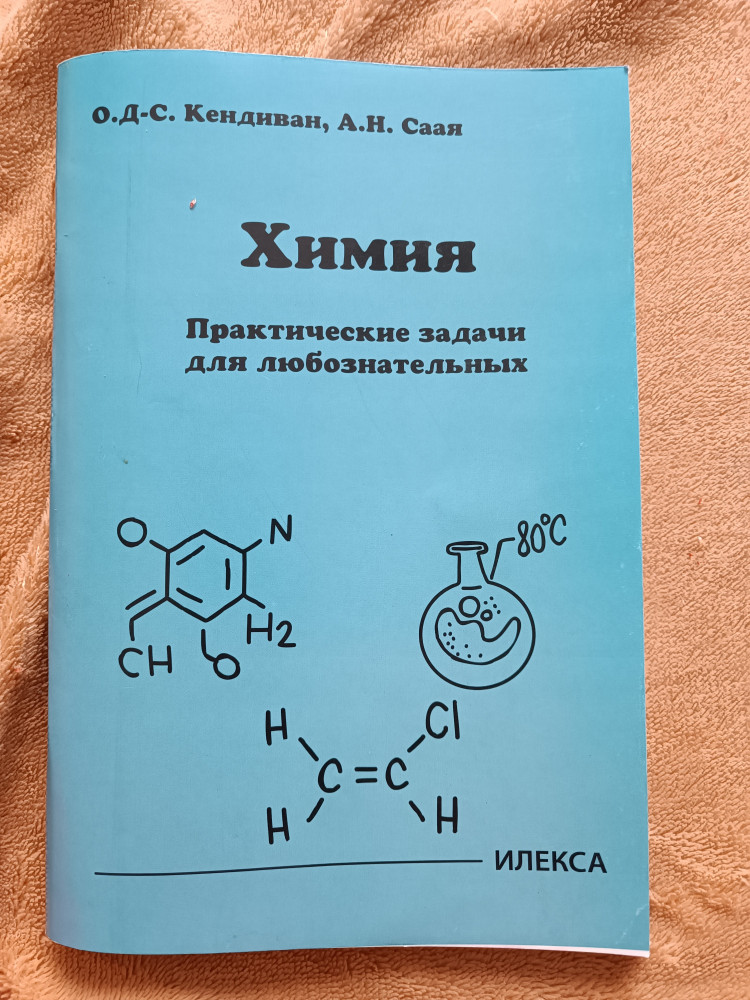 О.Д-С. Кендиван, А.Н. Саая
Химия
Практические задачи
для любознательных
O
N
H2
CH
O
80°C
H
Cl
C=C
H
H
ИЛЕКСА